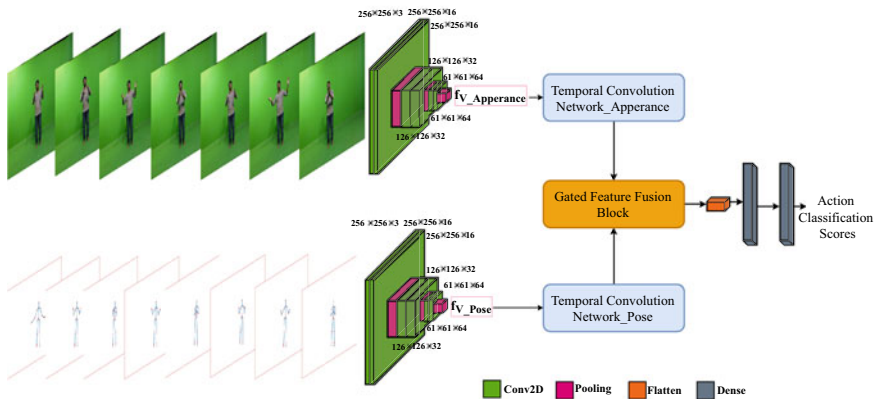 256×256×3 256×256×16
256×256×16
126×126×32
61×61×64
f V_Apperance
61×61×64
126×126×32
Temporal Convolution
Network_Apperance
Gated Feature Fusion
Block
Action
Classification
Scores
256 ×256×3 256×256×16
256×256×16
126×126×32
61×61×64
f V_Pose
61×61×64
126×126×32
Temporal Convolution
Network_Pose
Conv2D Pooling Flatten Dense